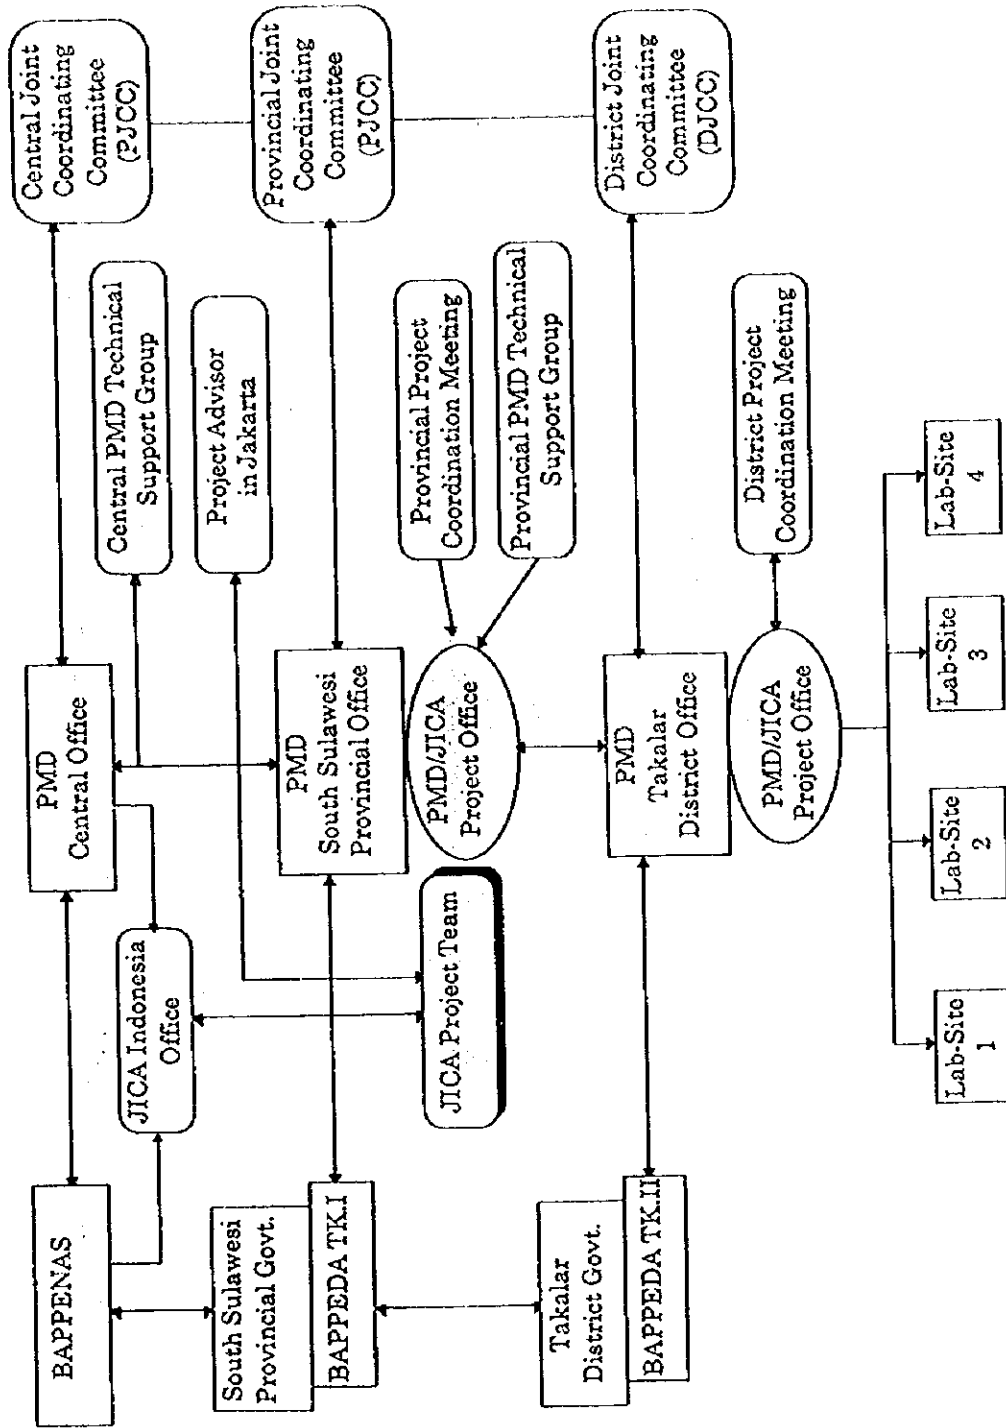 BAPPENAS
PMD
Central Office
Central Joint
Coordinating
Committee
(PJCC)
JICA Indonesia
Office
Central PMD Technical
Support Group
Project Advisor
in Jakarta
South Sulawesi
Provincial Govt.
BAPPEDA TK.I
PMD
South Sulawesi
Provincial Office
Provincial Joint
Coordinating
Committee
(PJCC)
JICA Project Team
PMD/JICA
Project Office
Provincial Project
Coordination Meeting
Provincial PMD Technical
Support Group
Takalar
District Govt.
BAPPEDA TK.II
PMD
Takalar
District Office
District Joint
Coordinating
Committee
(DJCC)
PMD/JICA
Project Office
District Project
Coordination Meeting
Lab-Site
1
Lab-Site
2
Lab-Site
3
Lab-Site
4